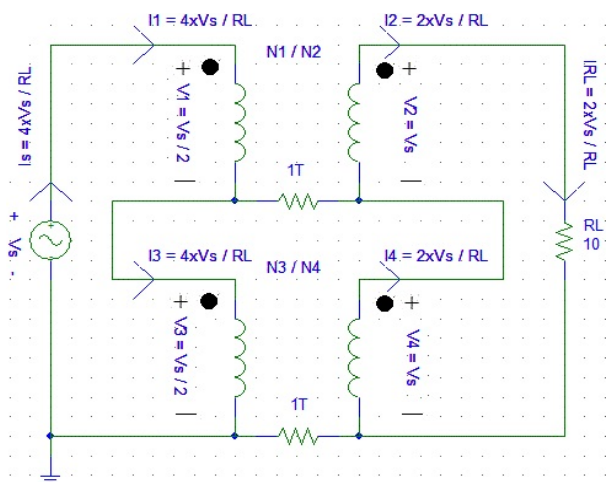 I1 = 4xVs / RL
I2 = 2xVs / RL
N1 / N2
Is = 4xVs / RL
+
V1 = Vs / 2
—
+
V2 = Vs
—
IRL = 2xVs / RL
1T
+
Vs
-
RL
10
I3 = 4xVs / RL
I4 = 2xVs / RL
N3 / N4
+
V3 = Vs / 2
—
+
V4 = Vs
—
1T